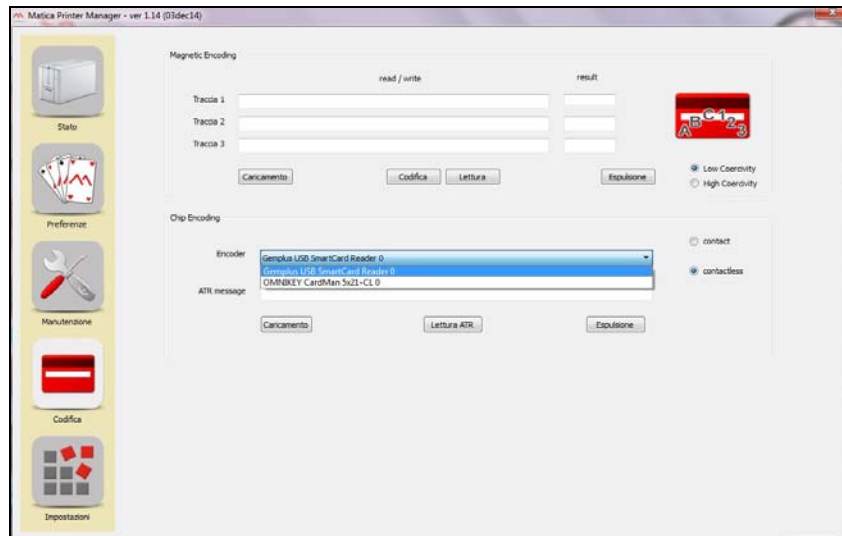 Matica Printer Manager - ver 1.14 (03dec14)
Stato
Preferenze
Manutenzione
Codifica
Impostazioni
Magnetic Encoding
read / write result
Traccia 1
Traccia 2
Traccia 3
ABC123
Caricamento Codifica Lettura Espulsione
Low Coercivity
High Coercivity
Chip Encoding
contact
Encoder Gemplus USB SmartCard Reader 0
Gemplus USB SmartCard Reader 0
contactless
OMNIKEY CardMan 5x21-CL 0
ATR message
Caricamento Lettura ATR Espulsione